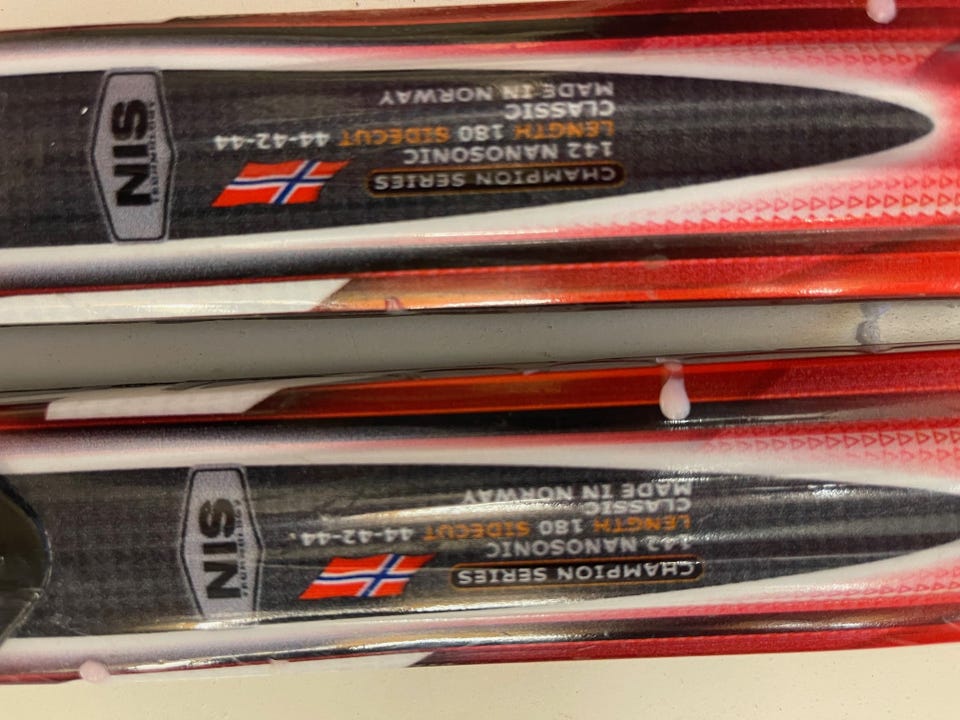 CHAMPION SERIES
142 NANOSONIC
LENGTH 180 SIDECUT 44-42-44
CLASSIC
MADE IN NORWAY
NIS
CHAMPION SERIES
142 NANOSONIC
LENGTH 180 SIDECUT 44-42-44.
CLASSIC
MADE IN NORWAY
NIS